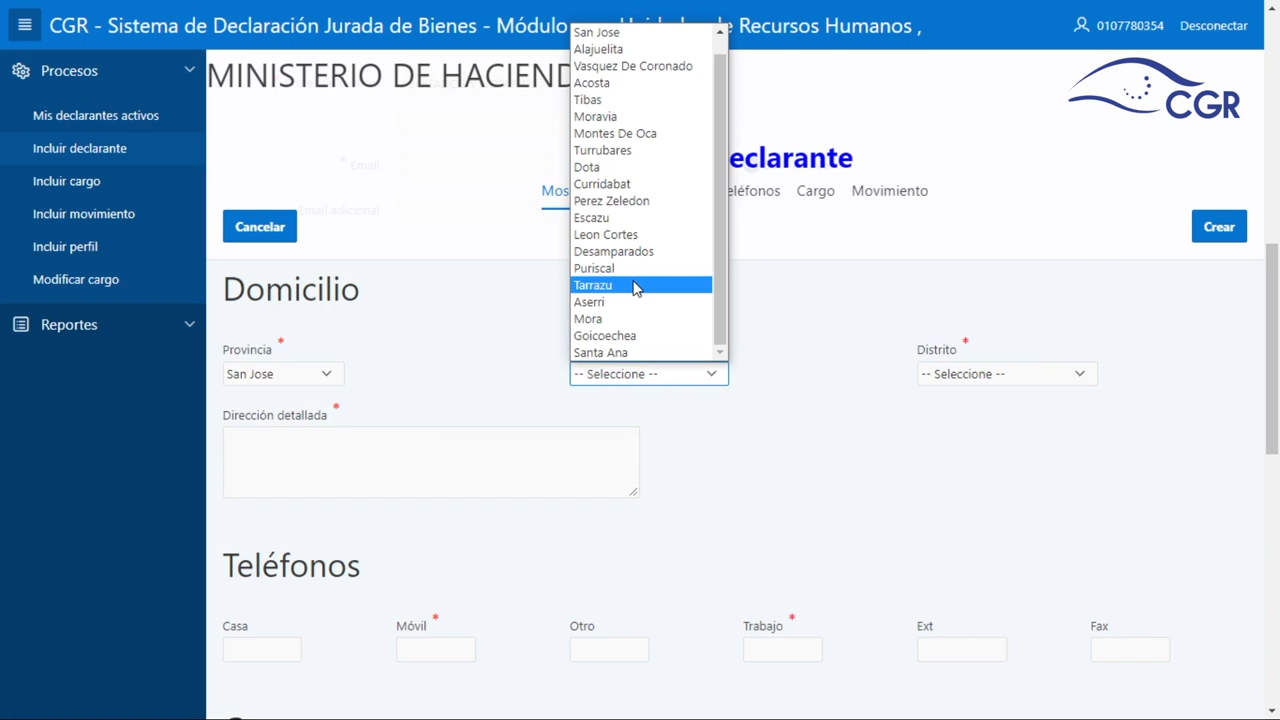 CGR - Sistema de Declaración Jurada de Bienes - Módulo de Recursos Humanos ,
0107780354
Desconectar
Procesos
Mis declarantes activos
Incluir declarante
Incluir cargo
Incluir movimiento
Incluir perfil
Modificar cargo
Reportes
MINISTERIO DE HACIEND
CGR
eclarante
Mos
eléfonos
Cargo
Movimiento
* Email
Email adicional
Cancelar
Crear
San Jose
Alajuelita
Vasquez De Coronado
Acosta
Tibas
Moravia
Montes De Oca
Turrubares
Dota
Curridabat
Perez Zeledon
Escazu
Leon Cortes
Desamparados
Puriscal
Tarrazu
Aserri
Mora
Goicoechea
Santa Ana
Domicilio
Provincia *
San Jose
-- Seleccione --
Distrito *
-- Seleccione --
Dirección detallada *
Teléfonos
Casa
Móvil *
Otro
Trabajo *
Ext
Fax